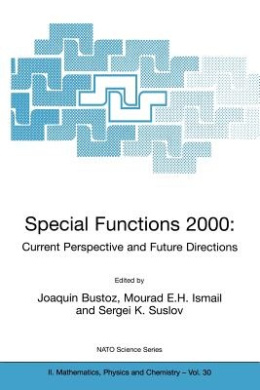 Special Functions 2000:
Current Perspective and Future Directions
Edited by
Joaquin Bustoz, Mourad E.H. Ismail
and Sergei K. Suslov
NATO Science Series
II. Mathematics, Physics and Chemistry – Vol. 30